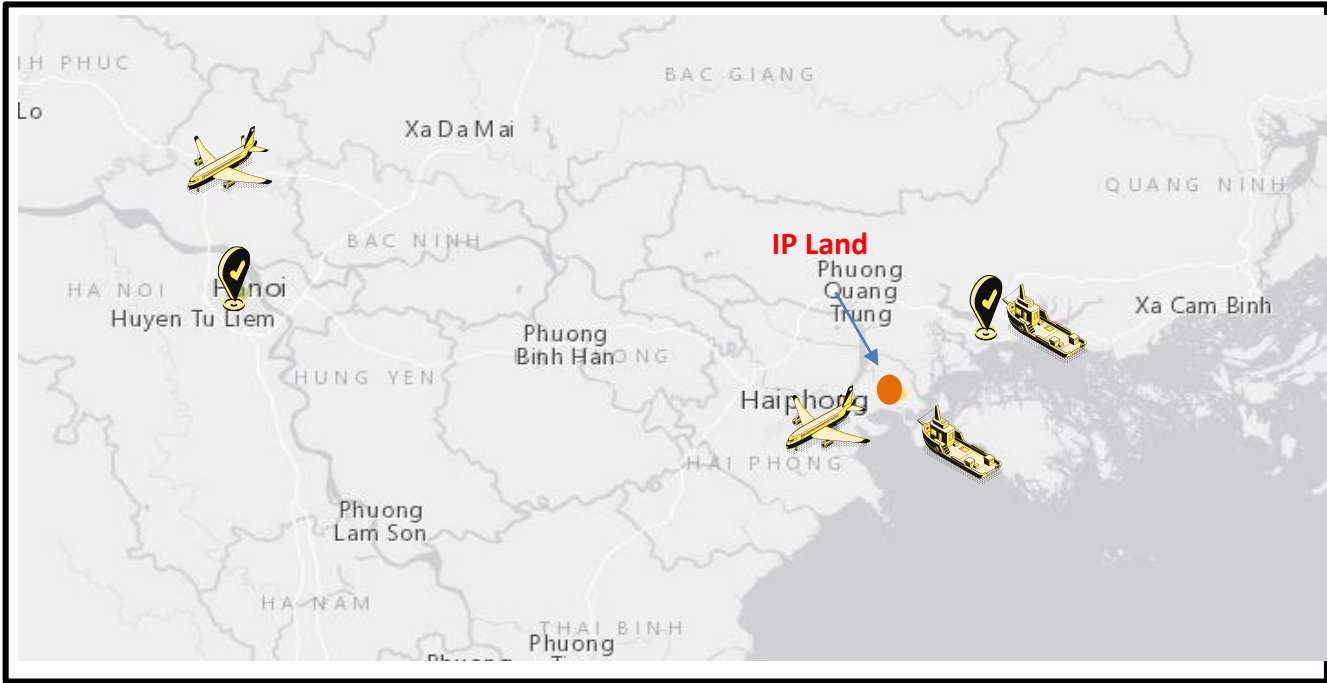 NH PHUC
BAC GIANG
Lo
Xa Da Mai
QUANG NINH
BAC NINH
IP Land
Phuong
Quang
Trung
HA NOI
Hanoi
Huyen Tu Liem
Xa Cam Binh
Phuong
Binh Han
ONG
HUNG YEN
Haiphong
HAI PHONG
Phuong
Lam Son
HA NAM
THAI BINH
Phuong